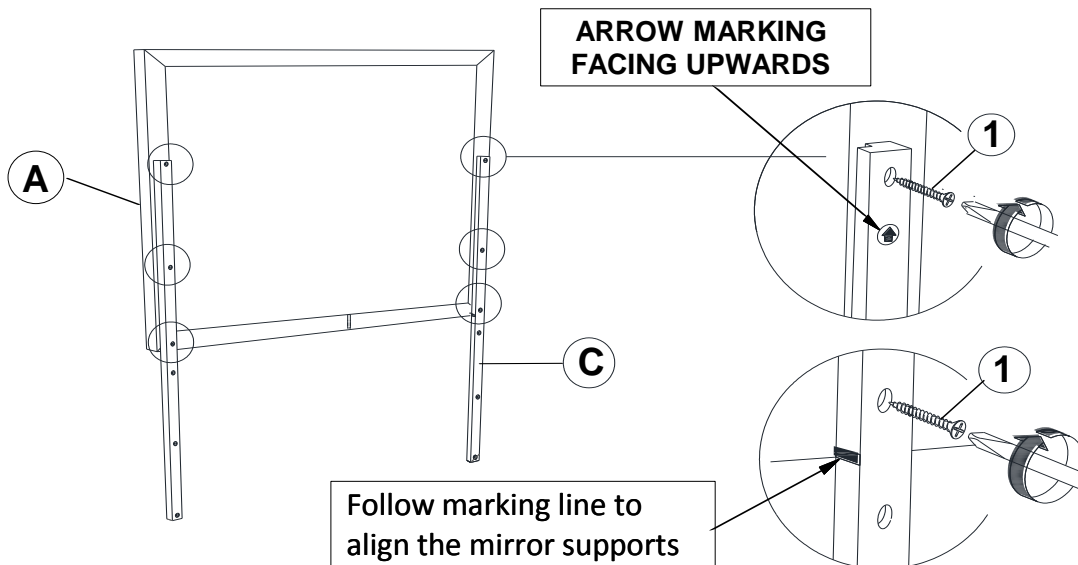 ARROW MARKING
FACING UPWARDS
1
A
1
C
Follow marking line to
align the mirror supports